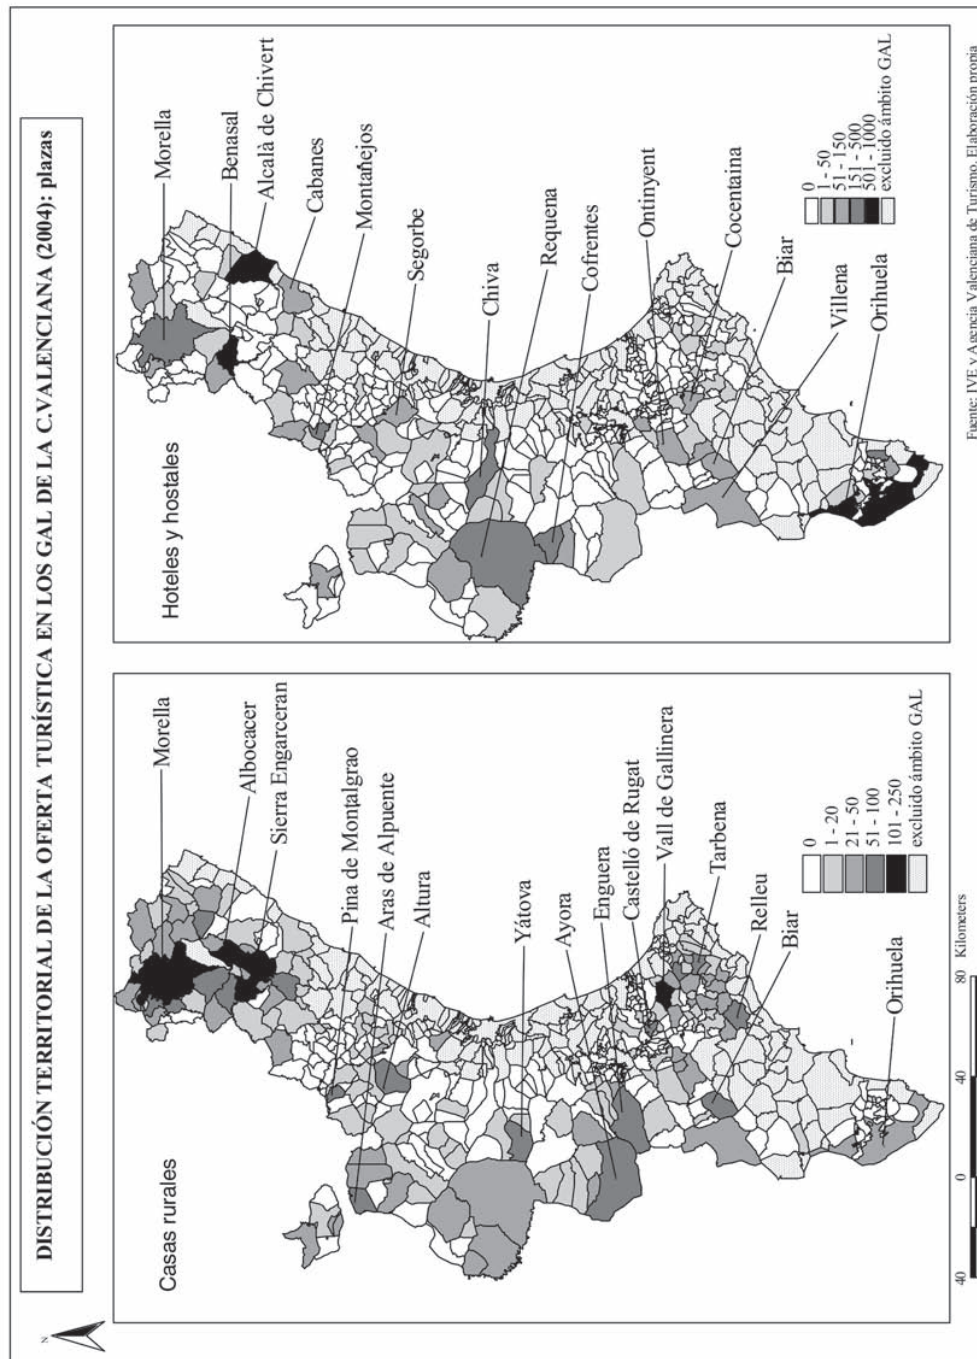 DISTRIBUCIÓN TERRITORIAL DE LA OFERTA TURÍSTICA EN LOS GAL DE LA C.VALENCIANA (2004): plazas
N
Casas rurales
Morella
Albocacer
Sierra Engarceran
Pina de Montalgrao
Aras de Alpuente
Altura
Yátova
Ayora
Enguera
Castelló de Rugat
Vall de Gallinera
Tarbena
Relleu
Biar
Orihuela
0
1 - 20
21 - 50
51 - 100
101 - 250
excluido ámbito GAL
40
0
80 Kilometers
Hoteles y hostales
Morella
Benasal
Alcalà de Chivert
Cabanes
Montañejos
Segorbe
Chiva
Requena
Cofrentes
Ontinyent
Cocentaina
Biar
Villena
Orihuela
0
1 - 50
51 - 150
151 - 500
501 - 1000
excluido ámbito GAL
Fuente: IVE y Agencia Valenciana de Turismo. Elaboración propia